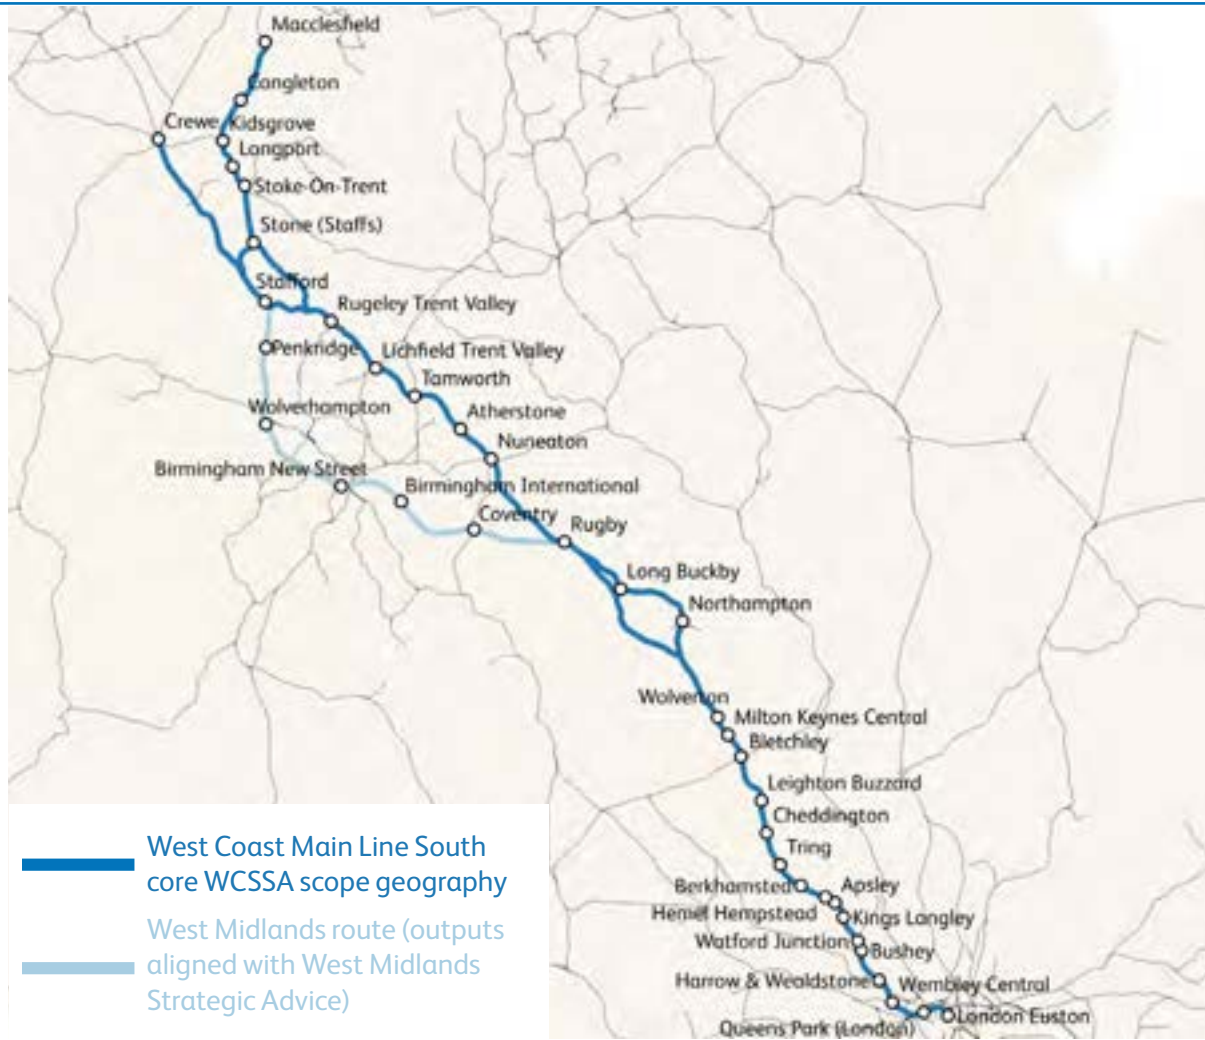 Macclesfield
Congleton
Crewe
Kidsgrove
Longport
Stoke-On-Trent
Stone (Staffs)
Stafford
Rugeley Trent Valley
Penkridge
Lichfield Trent Valley
Tamworth
Wolverhampton
Atherstone
Nuneaton
Birmingham New Street
Birmingham International
Coventry
Rugby
Long Buckby
Northampton
Wolverton
Milton Keynes Central
Bletchley
Leighton Buzzard
Cheddington
Tring
Berkhamsted
Apsley
Hemel Hempstead
Kings Langley
Watford Junction
Bushey
Harrow & Wealdstone
Wembley Central
London Euston
Queens Park (London)
West Coast Main Line South
core WCSSA scope geography
West Midlands route (outputs
aligned with West Midlands
Strategic Advice)